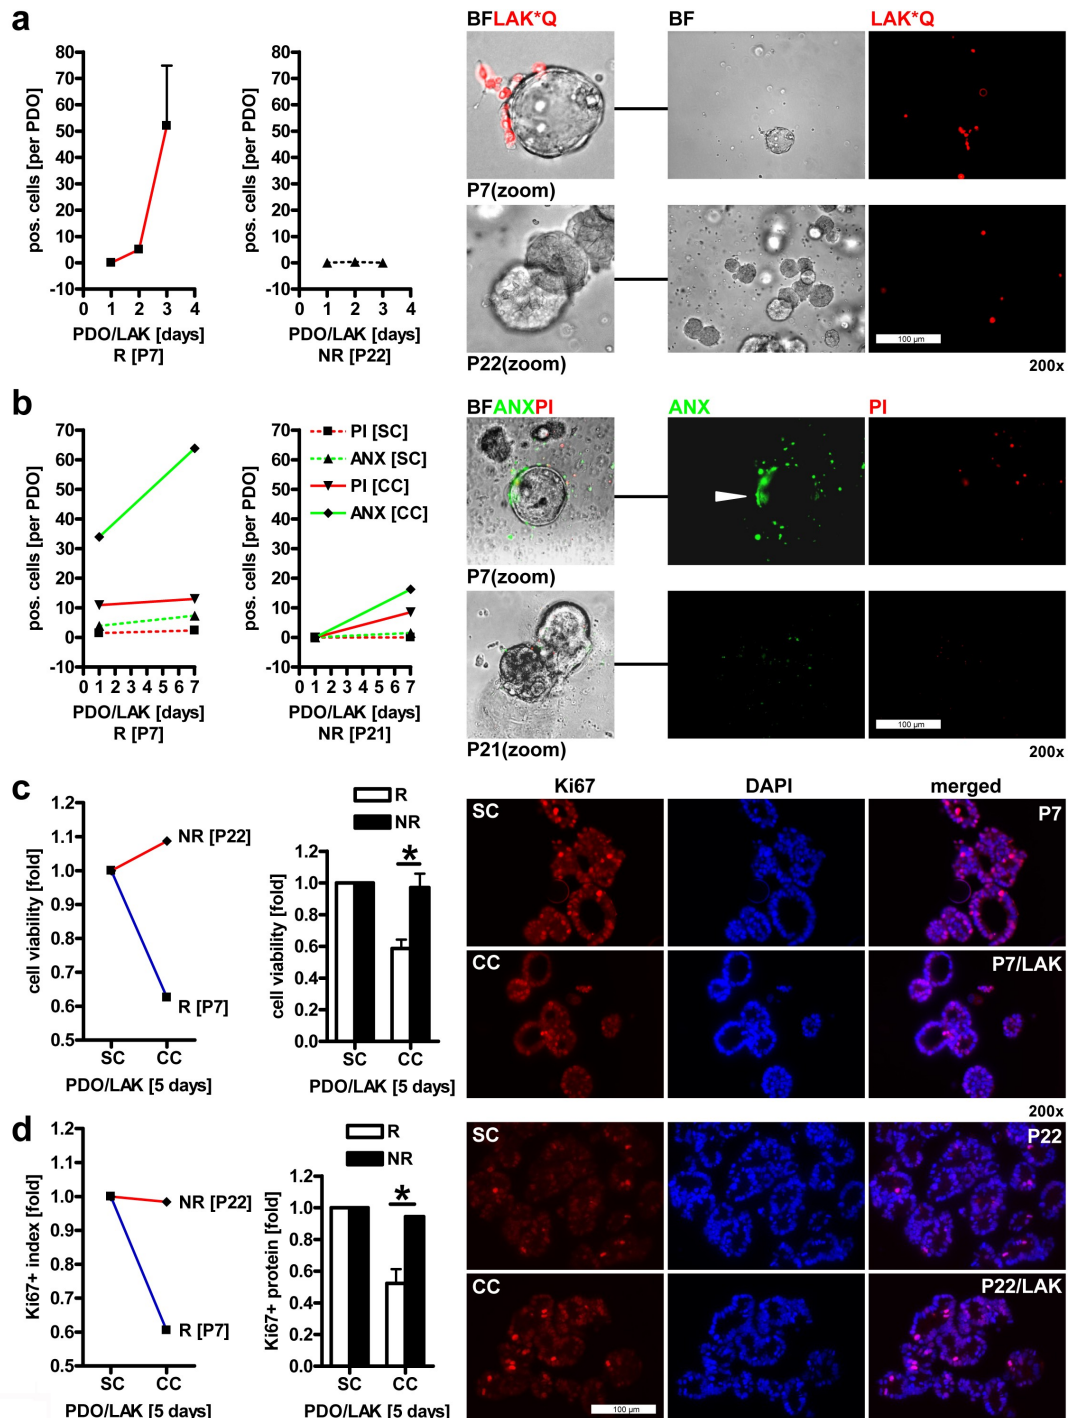 a
pos. cells [per PDO]
80
70
60
50
40
30
20
10
0
-10
0 1 2 3 4
PDO/LAK [days]
R [P7]
pos. cells [per PDO]
80
70
60
50
40
30
20
10
0
-10
0 1 2 3 4
PDO/LAK [days]
NR [P22]
BFLAK*Q
BF
LAK*Q
P7(zoom)
P22(zoom)
100 µm
200x
b
pos. cells [per PDO]
70
60
50
40
30
20
10
0
-10
0 1 2 3 4 5 6 7
PDO/LAK [days]
R [P7]
pos. cells [per PDO]
70
60
50
40
30
20
10
0
-10
0 1 2 3 4 5 6 7
PDO/LAK [days]
NR [P21]
PI [SC]
ANX [SC]
PI [CC]
ANX [CC]
BFANXPI
ANX
PI
P7(zoom)
P21(zoom)
100 µm
200x
c
cell viability [fold]
1.2
1.1
1.0
0.9
0.8
0.7
0.6
0.5
NR [P22]
R [P7]
SC CC
PDO/LAK [5 days]
R
NR
cell viability [fold]
1.2
1.0
0.8
0.6
0.4
0.2
0.0
*
SC CC
PDO/LAK [5 days]
Ki67
DAPI
merged
SC
P7
CC
P7/LAK
200x
d
Ki67+ index [fold]
1.2
1.1
1.0
0.9
0.8
0.7
0.6
0.5
NR [P22]
R [P7]
SC CC
PDO/LAK [5 days]
R
NR
Ki67+ protein [fold]
1.2
1.0
0.8
0.6
0.4
0.2
0.0
*
SC CC
PDO/LAK [5 days]
SC
P22
CC
P22/LAK
100 µm